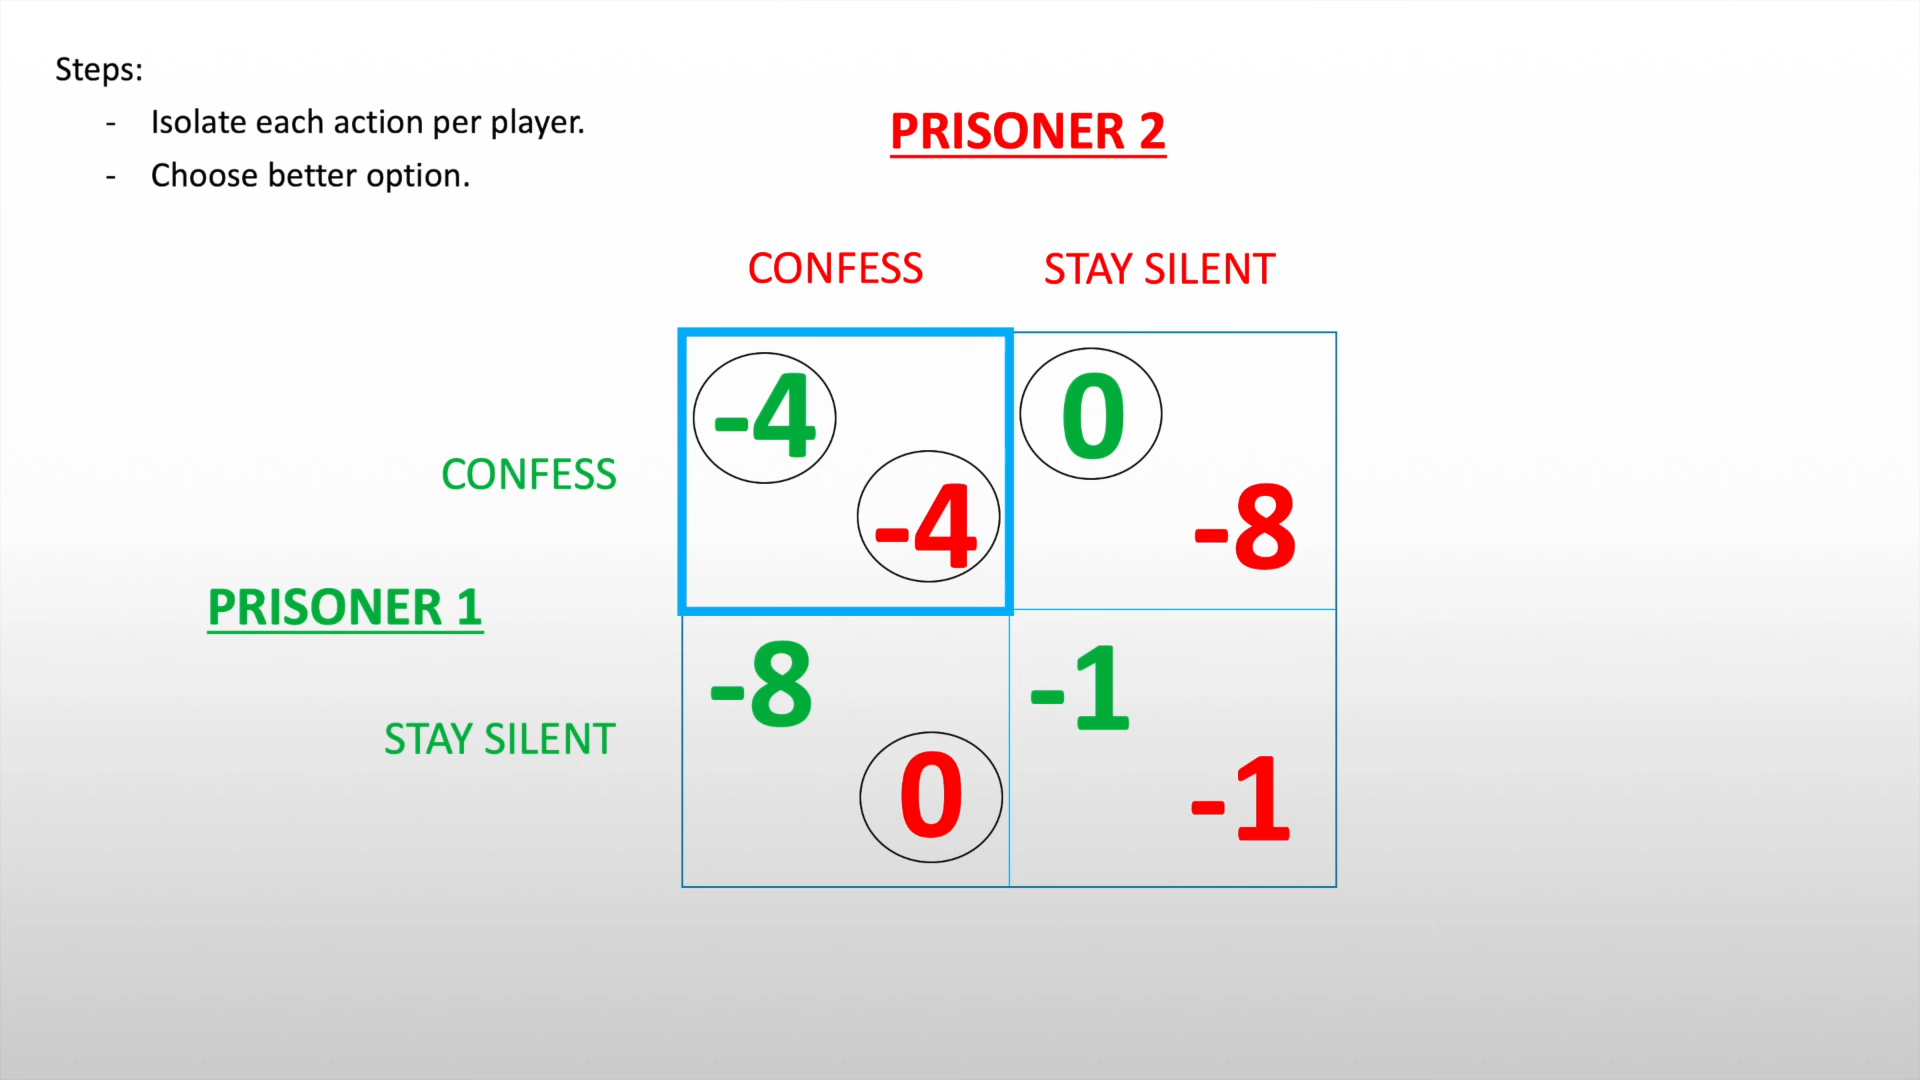 Steps:
- Isolate each action per player.
- Choose better option.
PRISONER 2
CONFESS STAY SILENT
-4 0
CONFESS
-4 -8
PRISONER 1
-8 -1
STAY SILENT
0 -1